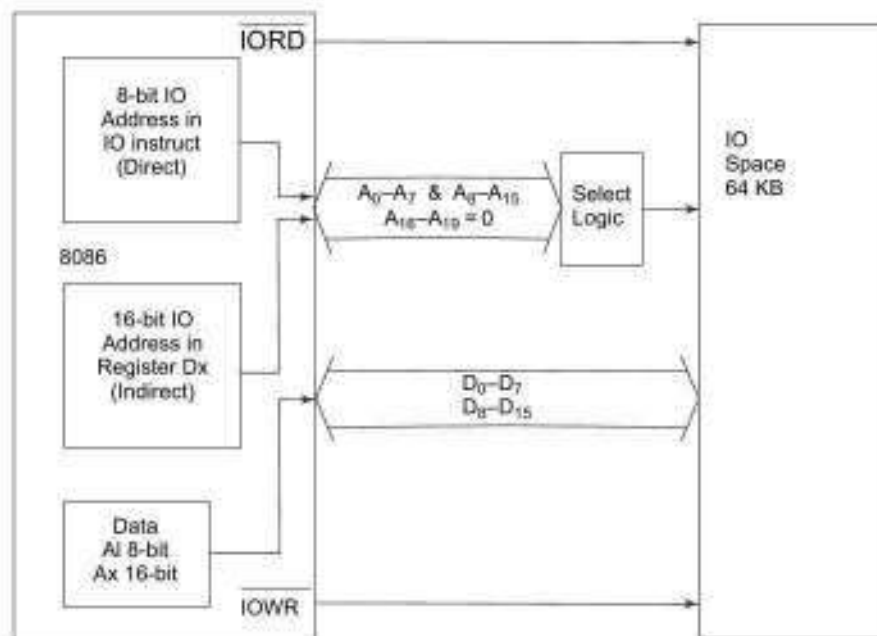 IORD
8-bit IO
Address in
IO instruct
(Direct)
8086
16-bit IO
Address in
Register Dx
(Indirect)
Data
Al 8-bit
Ax 16-bit
IOWR
A₀–A₇ & A₈–A₁₅
A₁₆–A₁₉ = 0
Select
Logic
D₀–D₇
D₈–D₁₅
IO
Space
64 KB